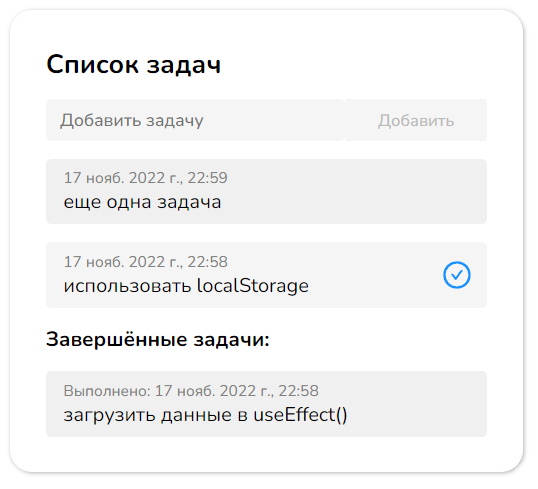 Список задач
Добавить задачу Добавить
17 нояб. 2022 г., 22:59
еще одна задача
17 нояб. 2022 г., 22:58
использовать localStorage
Завершённые задачи:
Выполнено: 17 нояб. 2022 г., 22:58
загрузить данные в useEffect()